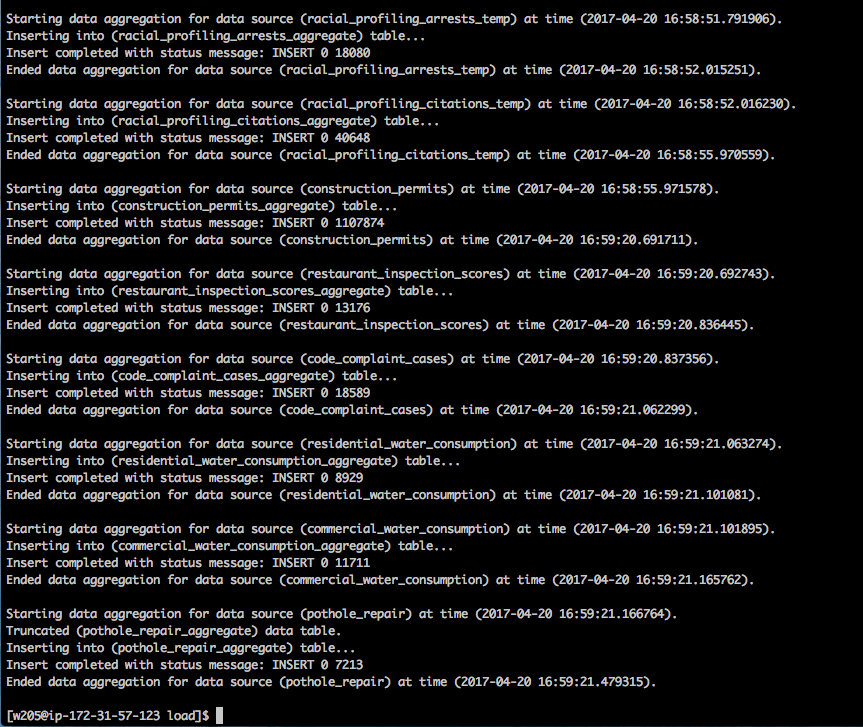 Starting data aggregation for data source (racial_profiling_arrests_temp) at time (2017-04-20 16:58:51.791906).
Inserting into (racial_profiling_arrests_aggregate) table...
Insert completed with status message: INSERT 0 18080
Ended data aggregation for data source (racial_profiling_arrests_temp) at time (2017-04-20 16:58:52.015251).

Starting data aggregation for data source (racial_profiling_citations_temp) at time (2017-04-20 16:58:52.016230).
Inserting into (racial_profiling_citations_aggregate) table...
Insert completed with status message: INSERT 0 40648
Ended data aggregation for data source (racial_profiling_citations_temp) at time (2017-04-20 16:58:55.970559).

Starting data aggregation for data source (construction_permits) at time (2017-04-20 16:58:55.971578).
Inserting into (construction_permits_aggregate) table...
Insert completed with status message: INSERT 0 1107874
Ended data aggregation for data source (construction_permits) at time (2017-04-20 16:59:20.691711).

Starting data aggregation for data source (restaurant_inspection_scores) at time (2017-04-20 16:59:20.692743).
Inserting into (restaurant_inspection_scores_aggregate) table...
Insert completed with status message: INSERT 0 13176
Ended data aggregation for data source (restaurant_inspection_scores) at time (2017-04-20 16:59:20.836445).

Starting data aggregation for data source (code_complaint_cases) at time (2017-04-20 16:59:20.837356).
Inserting into (code_complaint_cases_aggregate) table...
Insert completed with status message: INSERT 0 18589
Ended data aggregation for data source (code_complaint_cases) at time (2017-04-20 16:59:21.062299).

Starting data aggregation for data source (residential_water_consumption) at time (2017-04-20 16:59:21.063274).
Inserting into (residential_water_consumption_aggregate) table...
Insert completed with status message: INSERT 0 8929
Ended data aggregation for data source (residential_water_consumption) at time (2017-04-20 16:59:21.101081).

Starting data aggregation for data source (commercial_water_consumption) at time (2017-04-20 16:59:21.101895).
Inserting into (commercial_water_consumption_aggregate) table...
Insert completed with status message: INSERT 0 11711
Ended data aggregation for data source (commercial_water_consumption) at time (2017-04-20 16:59:21.165762).

Starting data aggregation for data source (pothole_repair) at time (2017-04-20 16:59:21.166764).
Truncated (pothole_repair_aggregate) data table.
Inserting into (pothole_repair_aggregate) table...
Insert completed with status message: INSERT 0 7213
Ended data aggregation for data source (pothole_repair) at time (2017-04-20 16:59:21.479315).

[w205@ip-172-31-57-123 load]$